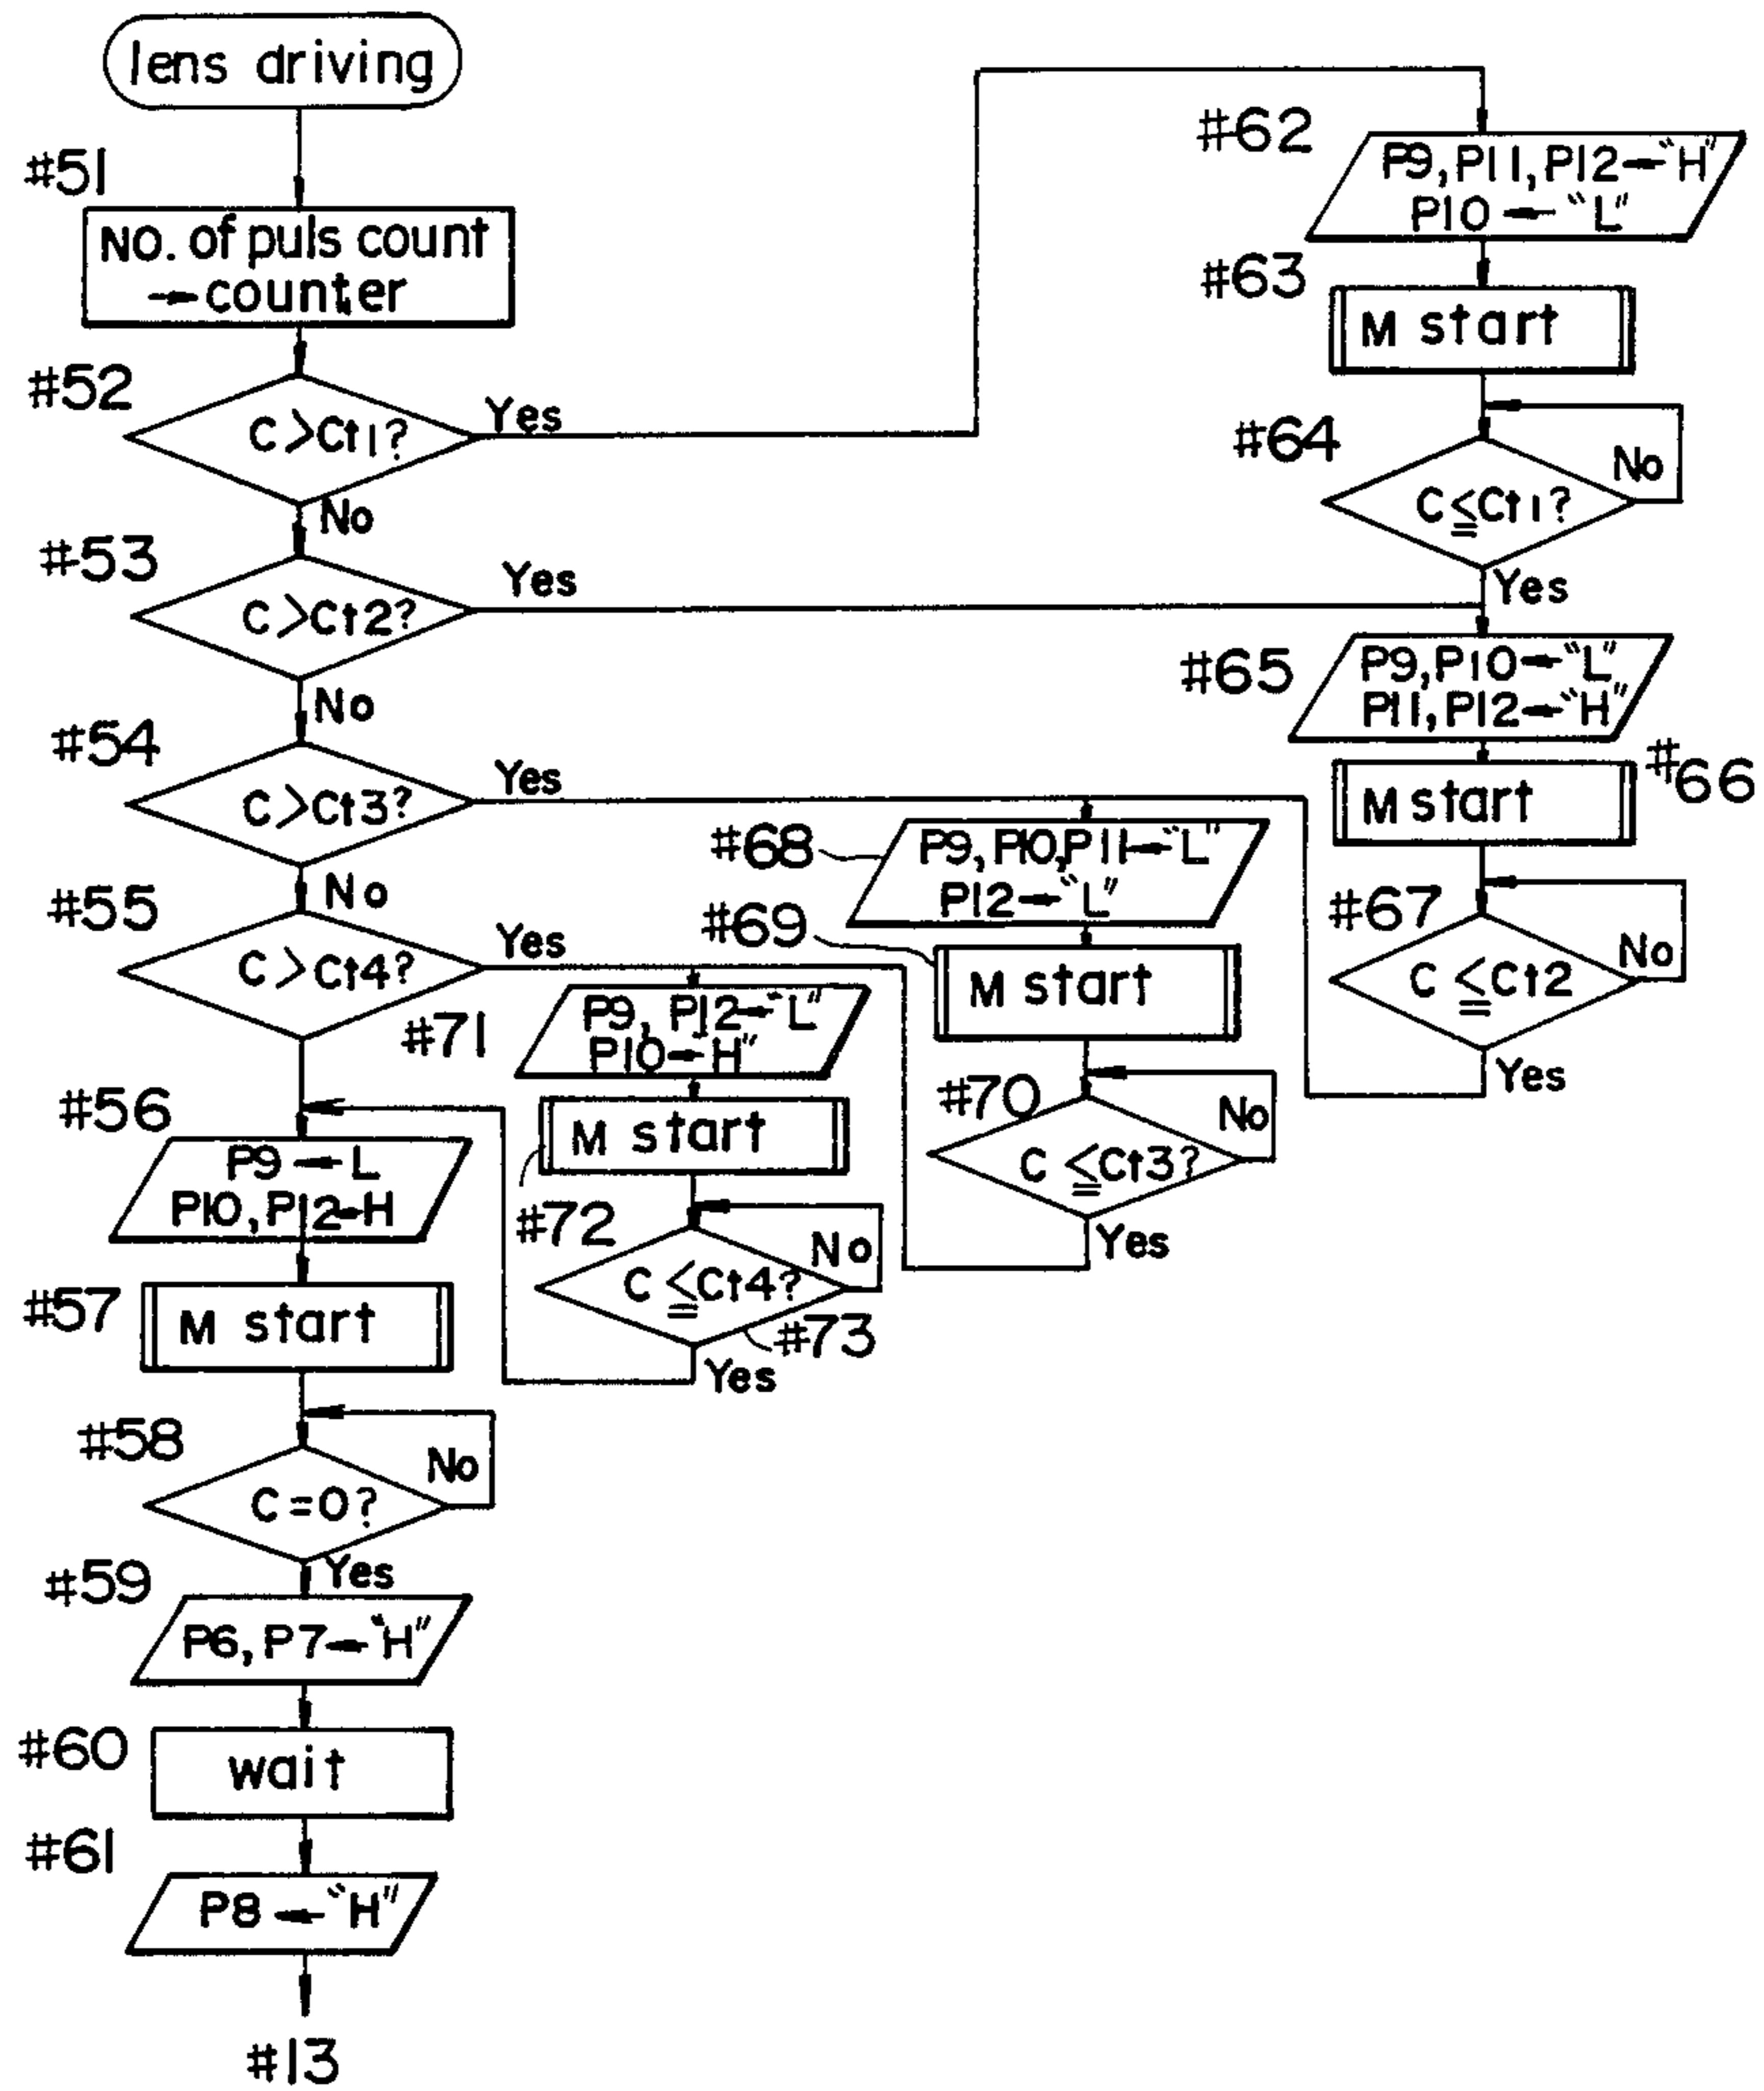 lens driving
#51
NO. of puls count
→ counter
#52
C>Ct1?
Yes
No
#53
C>Ct2?
Yes
No
#54
C>Ct3?
Yes
No
#55
C>Ct4?
Yes
#56
P9←L
P10, P12←H
#57
M start
#58
C=0?
No
Yes
#59
P6, P7←"H"
#60
wait
#61
P8←"H"
#13
#62
P9, P11, P12←"H"
P10←"L"
#63
M start
#64
C≦Ct1?
No
Yes
#65
P9, P10←"L"
P11, P12←"H"
#66
M start
#67
C≦Ct2
No
Yes
#68
P9, P10, P11←"L"
P12←"L"
#69
M start
#70
C≦Ct3?
No
Yes
#71
P9, P12←"L"
P10←H"
#72
M start
C≦Ct4?
No
#73
Yes